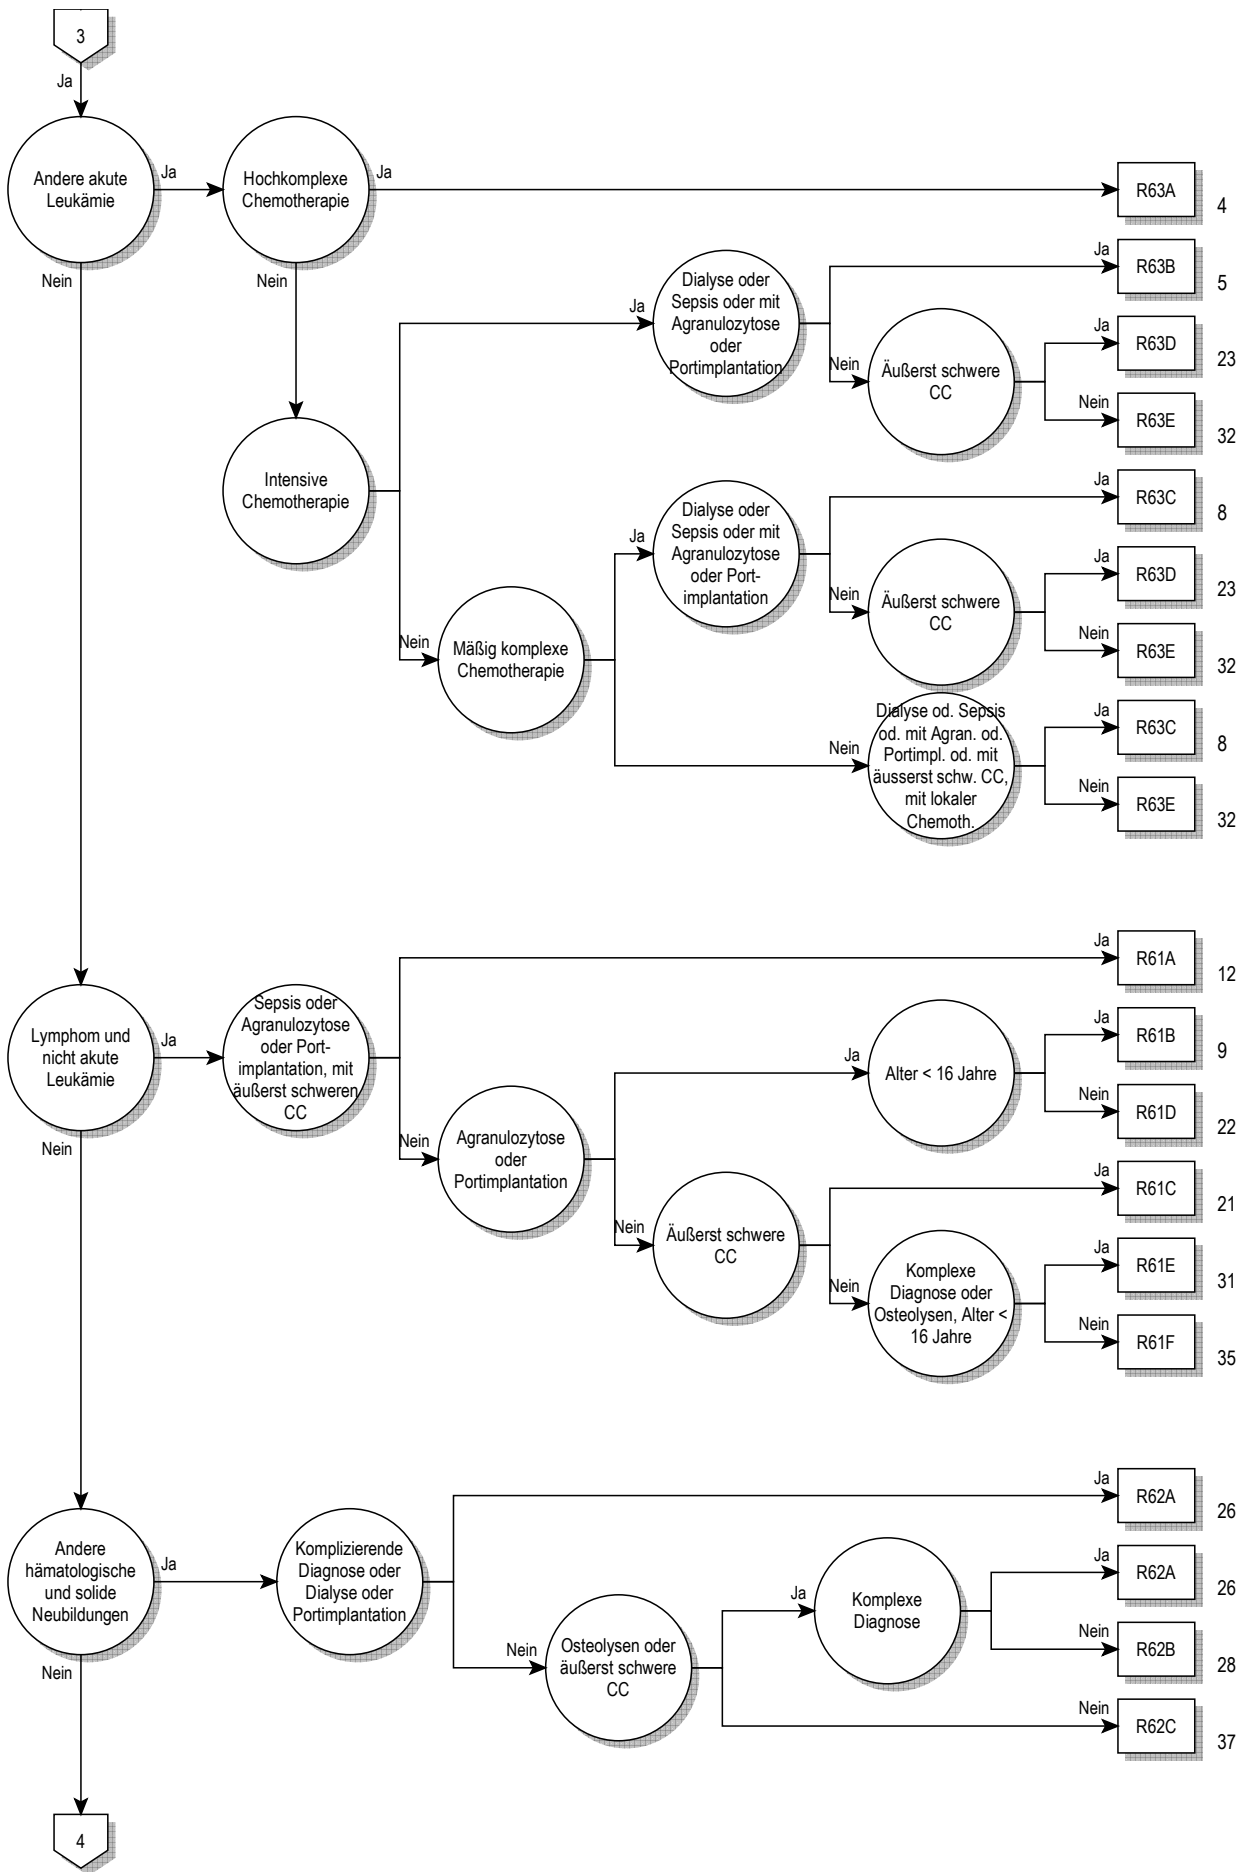 3
Ja
Andere akute
Leukämie
Ja
Hochkomplexe
Chemotherapie
Ja
R63A
4
Nein
Nein
Dialyse oder
Sepsis oder mit
Agranulozytose
oder
Portimplantation
Ja
Ja
R63B
5
Nein
Äußerst schwere
CC
Ja
R63D
23
Nein
R63E
32
Intensive
Chemotherapie
Nein
Mäßig komplexe
Chemotherapie
Ja
Dialyse oder
Sepsis oder mit
Agranulozytose
oder Port-
implantation
Ja
R63C
8
Nein
Äußerst schwere
CC
Ja
R63D
23
Nein
R63E
32
Nein
Dialyse od. Sepsis
od. mit Agran. od.
Portimpl. od. mit
äusserst schw. CC,
mit lokaler
Chemoth.
Ja
R63C
8
Nein
R63E
32
Lymphom und
nicht akute
Leukämie
Ja
Sepsis oder
Agranulozytose
oder Port-
implantation, mit
äußerst schweren
CC
Ja
R61A
12
Nein
Nein
Agranulozytose
oder
Portimplantation
Ja
Alter < 16 Jahre
Ja
R61B
9
Nein
R61D
22
Nein
Äußerst schwere
CC
Ja
R61C
21
Nein
Komplexe
Diagnose oder
Osteolysen, Alter <
16 Jahre
Ja
R61E
31
Nein
R61F
35
Andere
hämatologische
und solide
Neubildungen
Ja
Komplizierende
Diagnose oder
Dialyse oder
Portimplantation
Ja
R62A
26
Nein
Nein
Osteolysen oder
äußerst schwere
CC
Ja
Komplexe
Diagnose
Ja
R62A
26
Nein
R62B
28
Nein
R62C
37
4